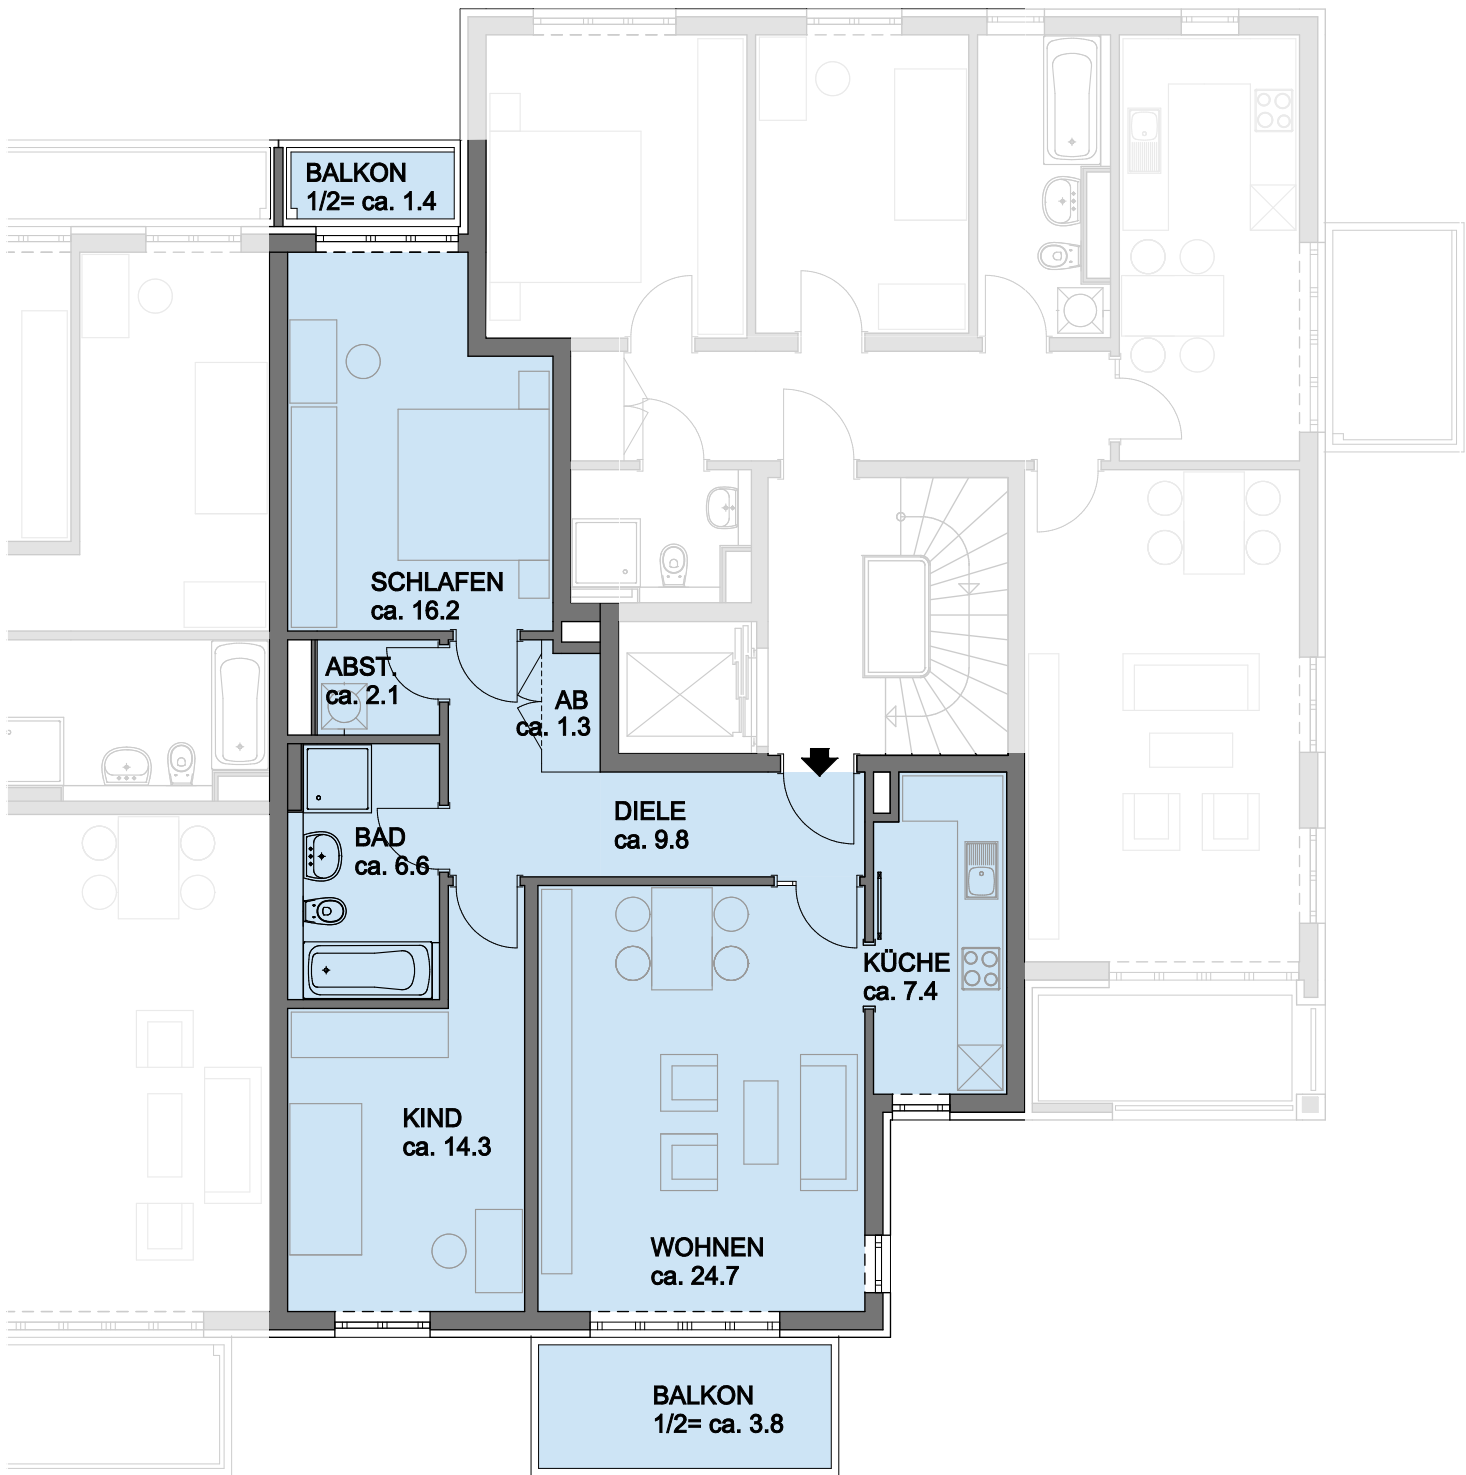 BALKON
1/2= ca. 1.4
SCHLAFEN
ca. 16.2
ABST.
ca. 2.1
AB
ca. 1.3
DIELE
ca. 9.8
BAD
ca. 6.6
KÜCHE
ca. 7.4
KIND
ca. 14.3
WOHNEN
ca. 24.7
BALKON
1/2= ca. 3.8